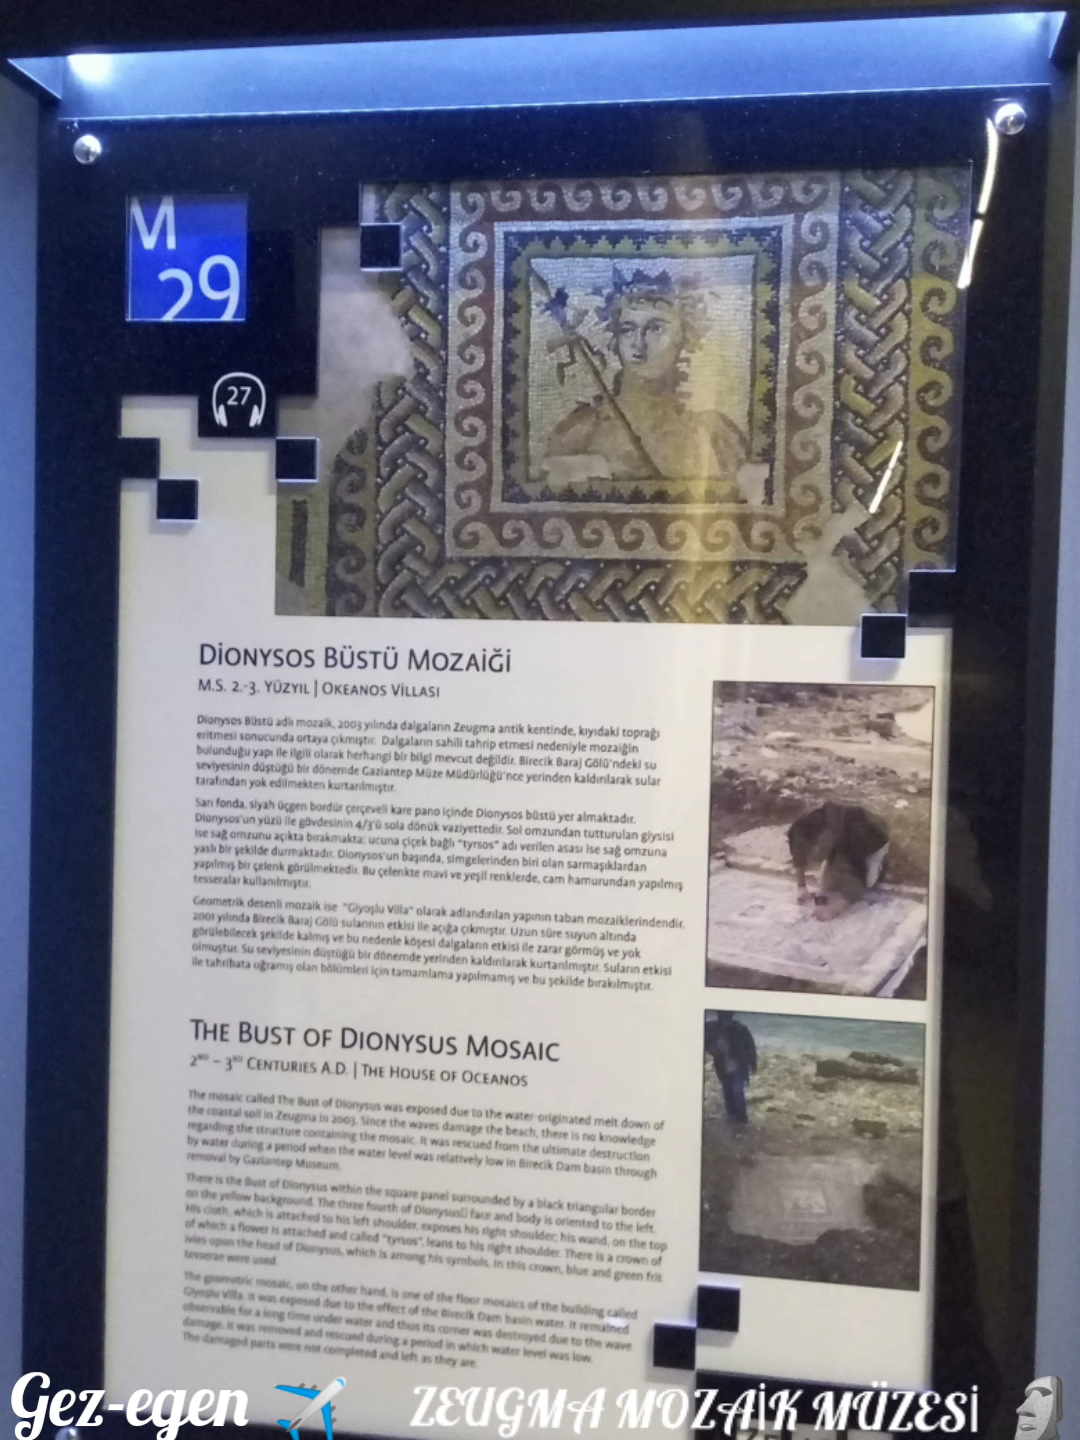 M
29
27
DİONYSOS BÜSTÜ MOZAİĞİ
M.S. 2.-3. YÜZYIL | OKEANOS VİLLASI
Dionysos Büstü adlı mozaik, 2003 yılında dalgaların Zeugma antik kentinde, kıyıdaki toprağı
eritmesi sonucunda ortaya çıkmıştır. Dalgaların sahili tahrip etmesi nedeniyle mozaiğin
bulunduğu yapı ile ilgili olarak herhangi bir bilgi mevcut değildir. Birecik Baraj Gölü'ndeki su
seviyesinin düştüğü bir dönemde Gaziantep Müze Müdürlüğü'nce yerinden kaldırılarak sular
tarafından yok edilmekten kurtarılmıştır.
Sarı fonda, siyah üçgen bordür çerçeveli kare pano içinde Dionysos büstü yer almaktadır.
Dionysos'un yüzü ile gövdesinin 4/3'ü sola dönük vaziyettedir. Sol omzundan tutturulan giysisi
ise sağ omzunu açıkta bırakmakta; ucuna çiçek bağlı "tyrsos" adı verilen asası ise sağ omzuna
yaslı bir şekilde durmaktadır. Dionysos'un başında, simgelerinden biri olan sarmaşıklardan
yapılmış bir çelenk görülmektedir. Bu çelenkte mavi ve yeşil renklerde, cam hamurundan yapılmış
tesseralar kullanılmıştır.
Geometrik desenli mozaik ise "Giyoşlu Villa" olarak adlandırılan yapının taban mozaiklerindendir.
2001 yılında Birecik Baraj Gölü sularının etkisi ile açığa çıkmıştır. Uzun süre suyun altında
görülebilecek şekilde kalmış ve bu nedenle köşesi dalgaların etkisi ile zarar görmüş ve yok
olmuştur. Su seviyesinin düştüğü bir dönemde yerinden kaldırılarak kurtarılmıştır. Suların etkisi
ile tahribata uğramış olan bölümleri için tamamlama yapılmamış ve bu şekilde bırakılmıştır.
THE BUST OF DIONYSUS MOSAIC
2ND – 3RD CENTURIES A.D. | THE HOUSE OF OCEANOS
The mosaic called The Bust of Dionysus was exposed due to the water-originated melt down of
the coastal soil in Zeugma in 2003. Since the waves damage the beach, there is no knowledge
regarding the structure containing the mosaic. It was rescued from the ultimate destruction
by water during a period when the water level was relatively low in Birecik Dam basin through
removal by Gaziantep Museum.
There is the Bust of Dionysus within the square panel surrounded by a black triangular border
on the yellow background. The three fourth of Dionysus▯ face and body is oriented to the left.
His cloth, which is attached to his left shoulder, exposes his right shoulder; his wand, on the top
of which a flower is attached and called "tyrsos", leans to his right shoulder. There is a crown of
ivies upon the head of Dionysus, which is among his symbols. In this crown, blue and green frit
tesserae were used.
The geometric mosaic, on the other hand, is one of the floor mosaics of the building called
Giyoşlu Villa. It was exposed due to the effect of the Birecik Dam basin water. It remained
observable for a long time under water and thus its corner was destroyed due to the wave
damage. It was removed and rescued during a period in which water level was low.
The damaged parts were not completed and left as they are.
Gez-egen
ZEUGMA MOZAİK MÜZESİ